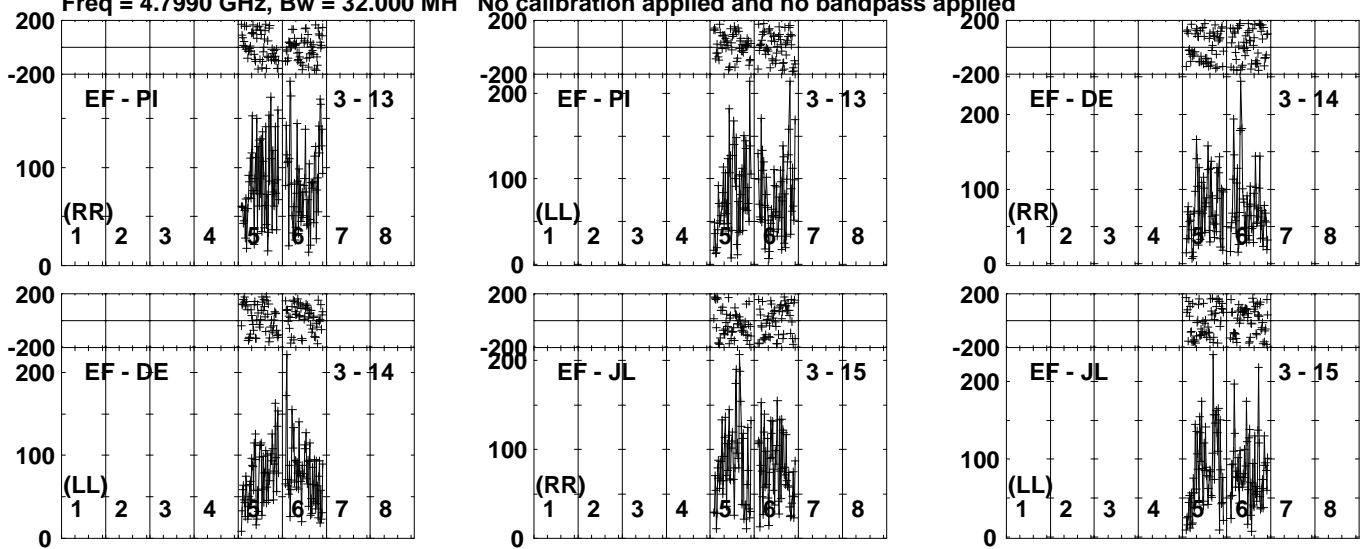 Freq = 4.7990 GHz, Bw = 32.000 MH No calibration applied and no bandpass applied
200
-200
EF - PI 3 - 13
100
(RR)
1 2 3 4 5 6 7 8
0
200
-200
200
EF - PI 3 - 13
100
(LL)
1 2 3 4 5 6 7 8
0
200
-200
200
EF - DE 3 - 14
100
(RR)
1 2 3 4 5 6 7 8
0
200
-200
200
EF - DE 3 - 14
100
(LL)
1 2 3 4 5 6 7 8
0
200
-200
200
EF - JL 3 - 15
100
(RR)
1 2 3 4 5 6 7 8
0
200
-200
200
EF - JL 3 - 15
100
(LL)
1 2 3 4 5 6 7 8
0